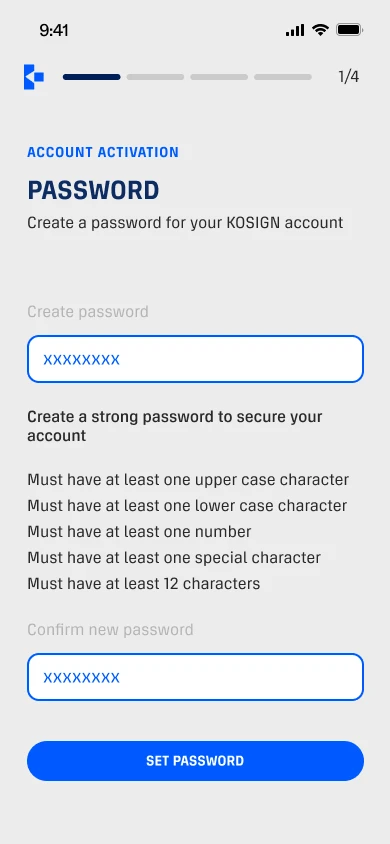 9:41
1/4
ACCOUNT ACTIVATION
PASSWORD
Create a password for your KOSIGN account
Create password
xxxxxxxx
Create a strong password to secure your
account
Must have at least one upper case character
Must have at least one lower case character
Must have at least one number
Must have at least one special character
Must have at least 12 characters
Confirm new password
xxxxxxxx
SET PASSWORD